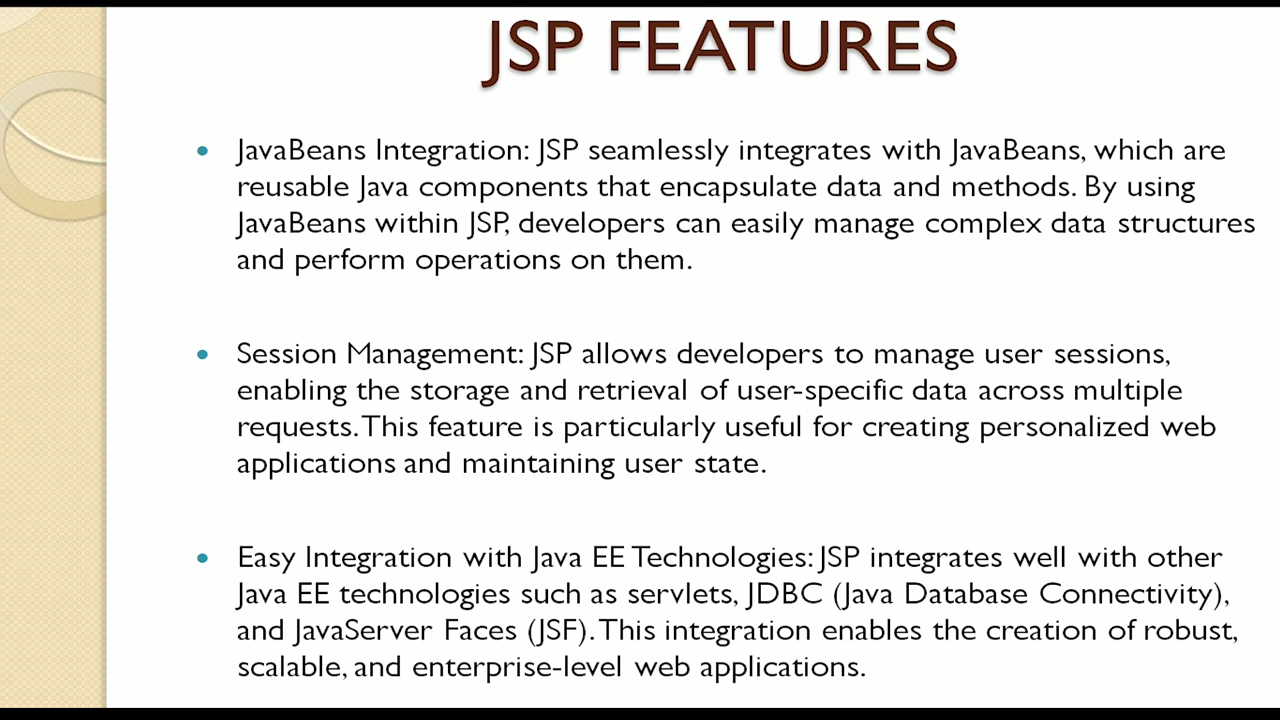 JSP FEATURES
• JavaBeans Integration: JSP seamlessly integrates with JavaBeans, which are
reusable Java components that encapsulate data and methods. By using
JavaBeans within JSP, developers can easily manage complex data structures
and perform operations on them.
• Session Management: JSP allows developers to manage user sessions,
enabling the storage and retrieval of user-specific data across multiple
requests. This feature is particularly useful for creating personalized web
applications and maintaining user state.
• Easy Integration with Java EE Technologies: JSP integrates well with other
Java EE technologies such as servlets, JDBC (Java Database Connectivity),
and JavaServer Faces (JSF). This integration enables the creation of robust,
scalable, and enterprise-level web applications.